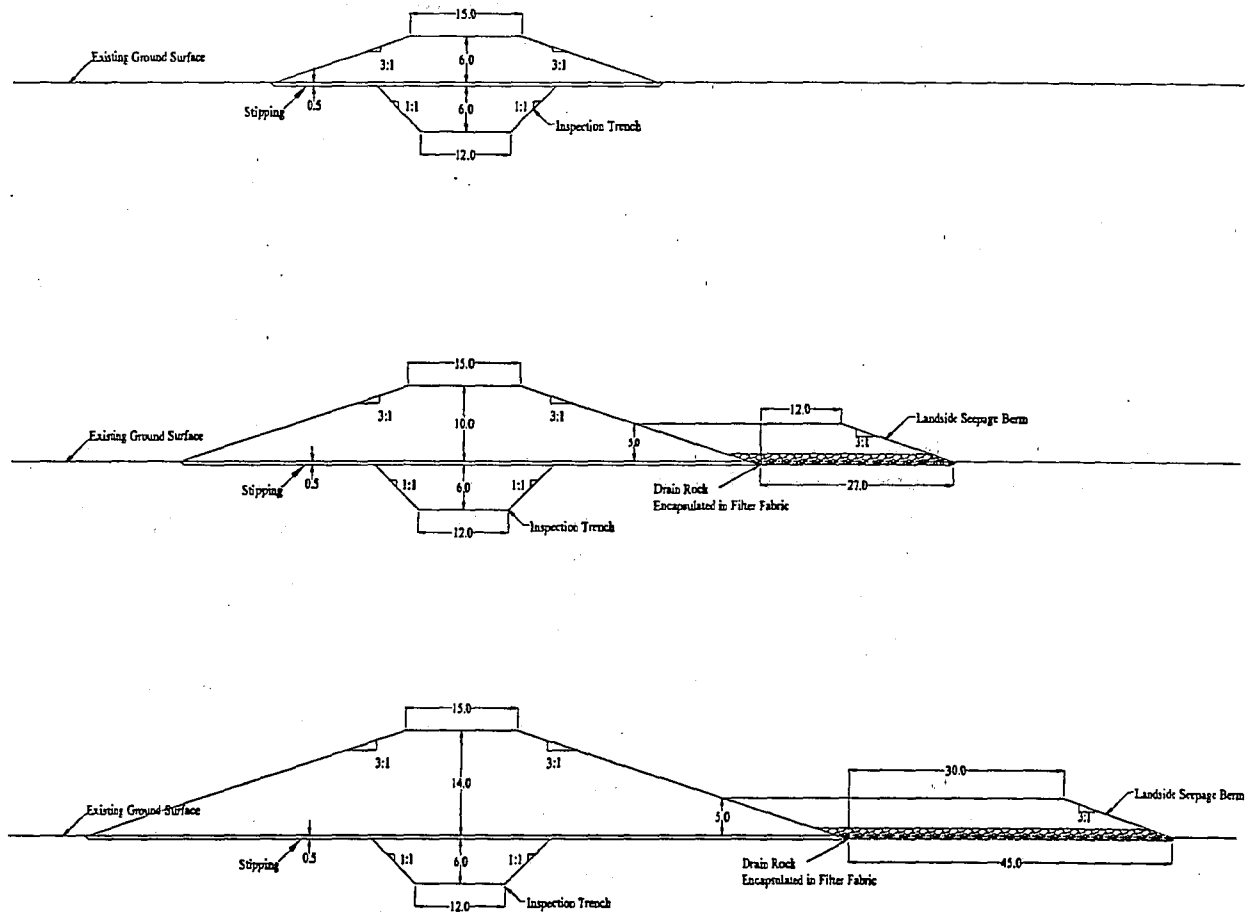 15.0
Existing Ground Surface
3:1
6.0
3:1
Stipping
0.5
1:1
6.0
1:1
Inspection Trench
12.0
15.0
12.0
Landside Seepage Berm
3:1
10.0
3:1
5.0
3:1
Existing Ground Surface
Stipping
0.5
1:1
6.0
1:1
Drain Rock
Encapsulated in Filter Fabric
27.0
Inspection Trench
12.0
15.0
3:1
14.0
3:1
30.0
Landside Seepage Berm
3:1
Existing Ground Surface
5.0
Stipping
0.5
1:1
6.0
1:1
Drain Rock
Encapsulated in Filter Fabric
45.0
Inspection Trench
12.0